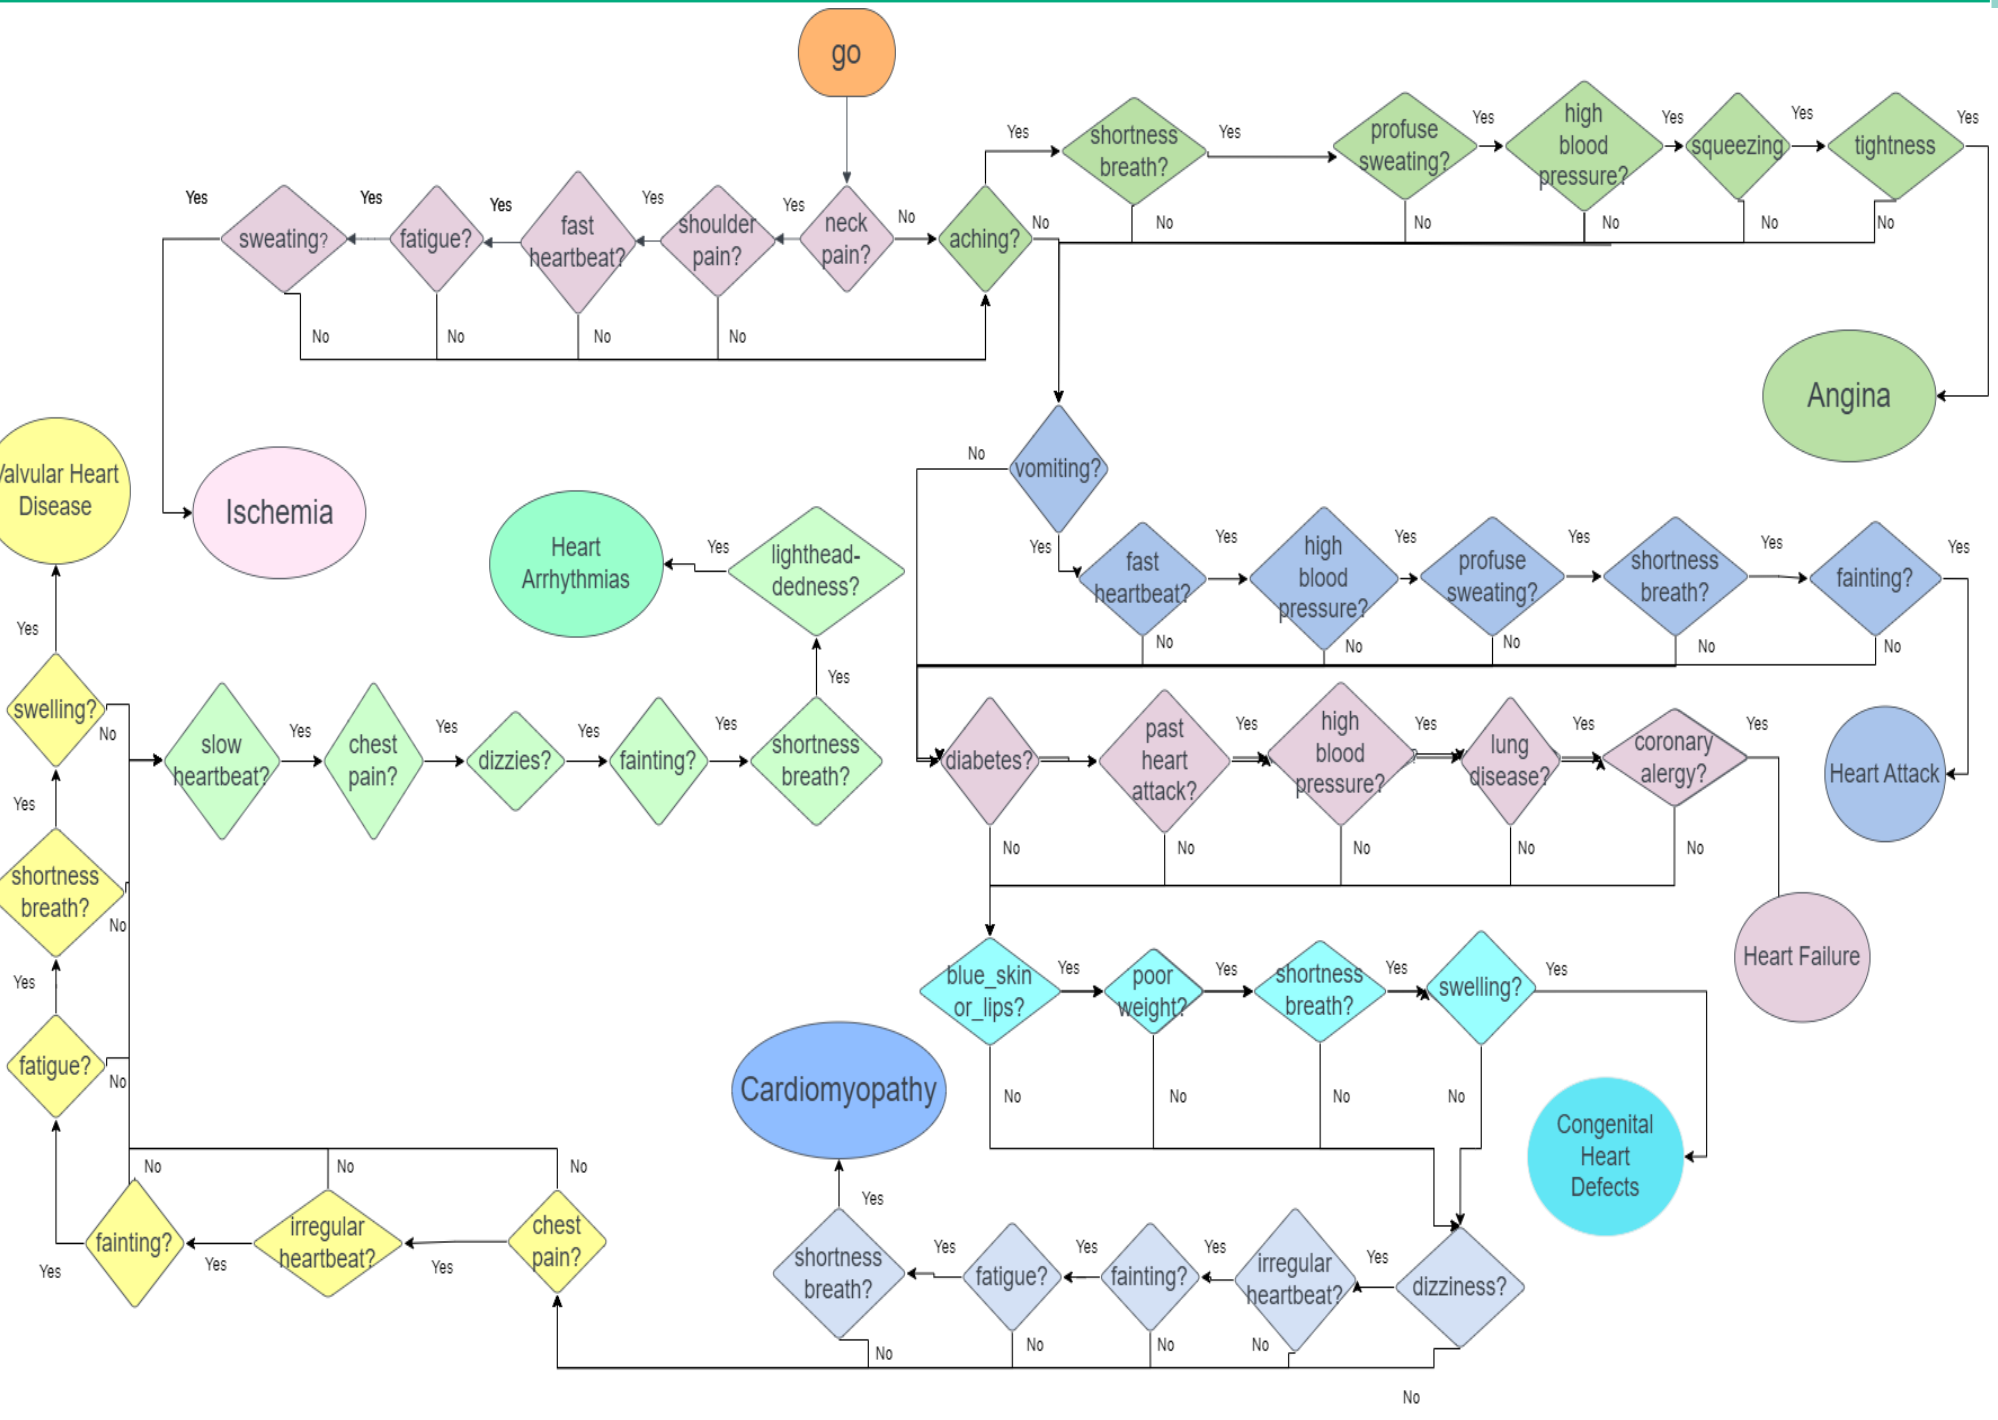 go
Yes
shortness
breath?
Yes
profuse
sweating?
Yes
high
blood
pressure?
Yes
squeezing
Yes
tightness
Yes
Yes
sweating?
Yes
fatigue?
Yes
fast
heartbeat?
Yes
shoulder
pain?
Yes
neck
pain?
No
aching?
No
No
No
No
No
No
No
No
No
No
Angina
Valvular Heart
Disease
Ischemia
Heart
Arrhythmias
Yes
lighthead-
dedness?
No
vomiting?
Yes
fast
heartbeat?
Yes
high
blood
pressure?
Yes
profuse
sweating?
Yes
shortness
breath?
Yes
fainting?
Yes
No
No
No
No
No
Yes
swelling?
No
slow
heartbeat?
Yes
chest
pain?
Yes
dizzies?
Yes
fainting?
Yes
shortness
breath?
Yes
diabetes?
past
heart
attack?
Yes
high
blood
pressure?
Yes
lung
disease?
Yes
coronary
alergy?
Yes
Heart Attack
No
No
No
No
No
Heart Failure
Yes
shortness
breath?
No
Yes
fatigue?
No
blue_skin
or_lips?
Yes
poor
weight?
Yes
shortness
breath?
Yes
swelling?
Yes
No
No
No
No
Congenital
Heart
Defects
Cardiomyopathy
Yes
No
No
No
fainting?
Yes
Yes
irregular
heartbeat?
Yes
chest
pain?
shortness
breath?
Yes
fatigue?
Yes
fainting?
Yes
irregular
heartbeat?
Yes
dizziness?
No
No
No
No
No